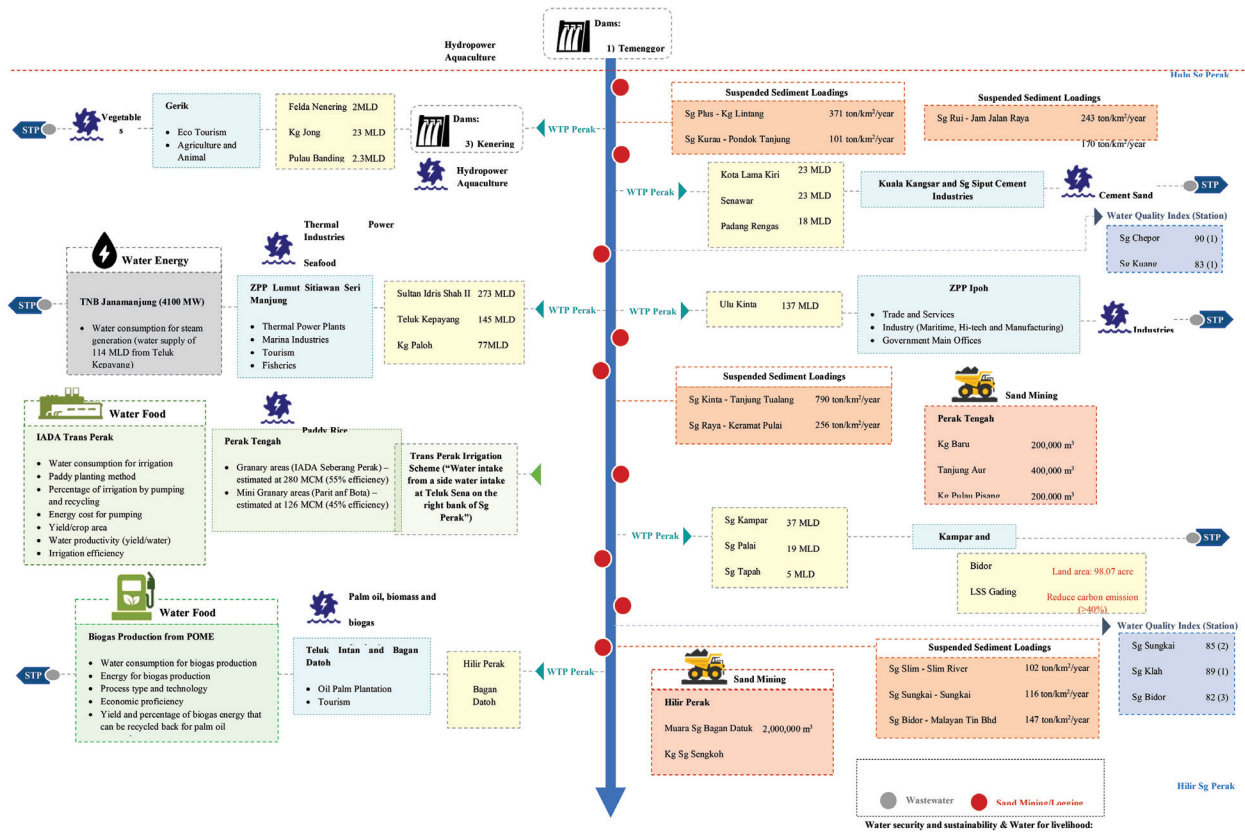 Dams:
1) Temenggor
Hydropower
Aquaculture
Hulu Sg Perak
STP
Vegetable
s
Gerik
• Eco Tourism
• Agriculture and
Animal
Felda Nenering 2MLD
Kg Jong 23 MLD
Pulau Banding 2.3MLD
Dams:
3) Kenering
Hydropower
Aquaculture
WTP Perak
Suspended Sediment Loadings
Sg Plus - Kg Lintang 371 ton/km²/year
Sg Kurau - Pondok Tanjung 101 ton/km²/year
Suspended Sediment Loadings
Sg Rui - Jam Jalan Raya 243 ton/km²/year
170 ton/km²/year
WTP Perak
Kota Lama Kiri 23 MLD
Senawar 23 MLD
Padang Rengas 18 MLD
Kuala Kangsar and Sg Siput Cement
Industries
Cement Sand
STP
Water Quality Index (Station)
Sg Chepor 90 (1)
Sg Kuang 83 (1)
Water Energy
TNB Janamanjung (4100 MW)
• Water consumption for steam
generation (water supply of
114 MLD from Teluk
Kepayang)
STP
Thermal Power
Industries
Seafood
ZPP Lumut Sitiawan Seri
Manjung
• Thermal Power Plants
• Marina Industries
• Tourism
• Fisheries
Sultan Idris Shah II 273 MLD
Teluk Kepayang 145 MLD
Kg Paloh 77MLD
WTP Perak
WTP Perak
Ulu Kinta 137 MLD
ZPP Ipoh
• Trade and Services
• Industry (Maritime, Hi-tech and Manufacturing)
• Government Main Offices
Industries
STP
Suspended Sediment Loadings
Sg Kinta - Tanjung Tualang 790 ton/km²/year
Sg Raya - Keramat Pulai 256 ton/km²/year
Sand Mining
Perak Tengah
Kg Baru 200,000 m³
Tanjung Aur 400,000 m³
Kg Pulau Pisang 200,000 m³
Water Food
IADA Trans Perak
• Water consumption for irrigation
• Paddy planting method
• Percentage of irrigation by pumping
and recycling
• Energy cost for pumping
• Yield/crop area
• Water productivity (yield/water)
• Irrigation efficiency
Paddy Rice
Perak Tengah
• Granary areas (IADA Seberang Perak) –
estimated at 280 MCM (55% efficiency)
• Mini Granary areas (Parit anf Bota) –
estimated at 126 MCM (45% efficiency)
Trans Perak Irrigation
Scheme (“Water intake
from a side water intake
at Teluk Sena on the
right bank of Sg
Perak”)
WTP Perak
Sg Kampar 37 MLD
Sg Palai 19 MLD
Sg Tapah 5 MLD
Kampar and
STP
Bidor
LSS Gading
Land area: 98.07 acre
Reduce carbon emission
(>40%)
Water Quality Index (Station)
Sg Sungkai 85 (2)
Sg Klah 89 (1)
Sg Bidor 82 (3)
Water Food
Biogas Production from POME
• Water consumption for biogas production
• Energy for biogas production
• Process type and technology
• Economic proficiency
• Yield and percentage of biogas energy that
can be recycled back for palm oil
STP
Palm oil, biomass and
biogas
Teluk Intan and Bagan
Datoh
• Oil Palm Plantation
• Tourism
Hilir Perak
Bagan
Datoh
WTP Perak
Sand Mining
Hilir Perak
Muara Sg Bagan Datuk 2,000,000 m³
Kg Sg Sengkoh
Suspended Sediment Loadings
Sg Slim - Slim River 102 ton/km²/year
Sg Sungkai - Sungkai 116 ton/km²/year
Sg Bidor - Malayan Tin Bhd 147 ton/km²/year
Hilir Sg Perak
Wastewater
Sand Mining/Logging
Water security and sustainability & Water for livelihood: